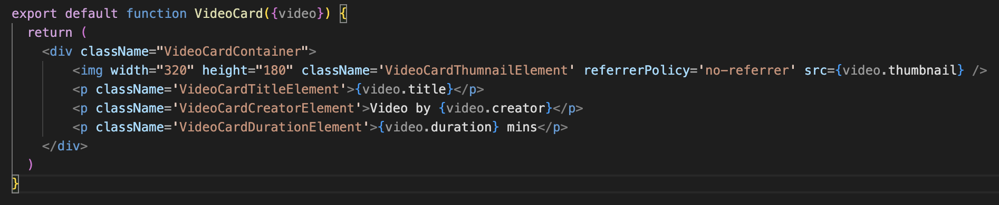 export default function VideoCard({video}) {
  return (
    <div className="VideoCardContainer">
        <img width="320" height="180" className='VideoCardThumnailElement' referrerPolicy='no-referrer' src={video.thumbnail} />
        <p className='VideoCardTitleElement'>{video.title}</p>
        <p className='VideoCardCreatorElement'>Video by {video.creator}</p>
        <p className='VideoCardDurationElement'>{video.duration} mins</p>
    </div>
  )
}